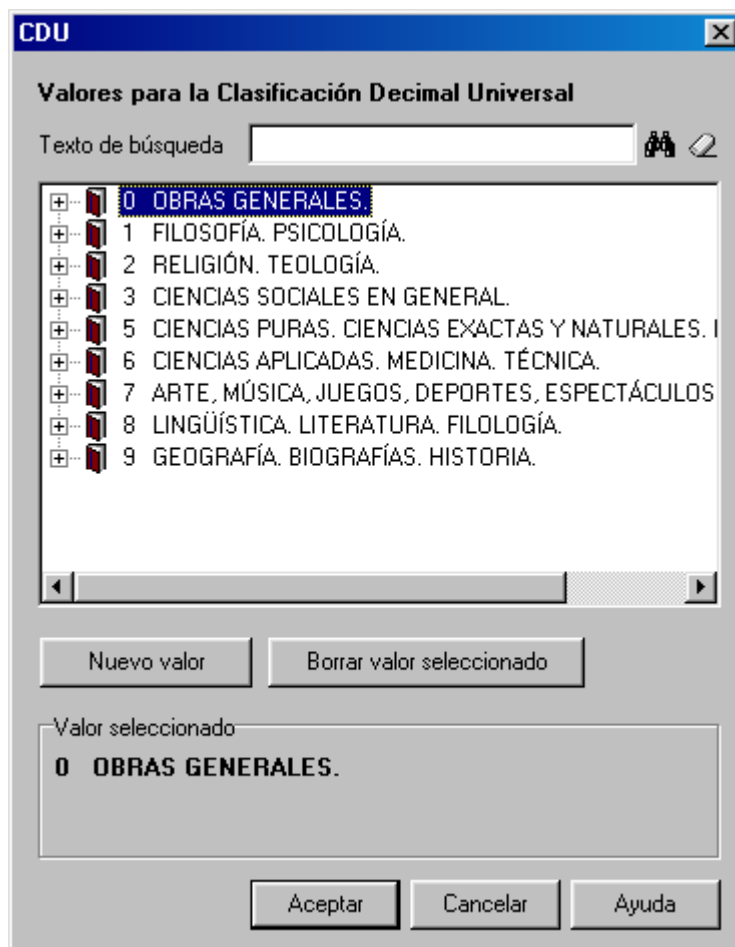 CDU
Valores para la Clasificación Decimal Universal
Texto de búsqueda
0 OBRAS GENERALES.
1 FILOSOFÍA. PSICOLOGÍA.
2 RELIGIÓN. TEOLOGÍA.
3 CIENCIAS SOCIALES EN GENERAL.
5 CIENCIAS PURAS. CIENCIAS EXACTAS Y NATURALES.
6 CIENCIAS APLICADAS. MEDICINA. TÉCNICA.
7 ARTE, MÚSICA, JUEGOS, DEPORTES, ESPECTÁCULOS
8 LINGÜÍSTICA. LITERATURA. FILOLOGÍA.
9 GEOGRAFÍA. BIOGRAFÍAS. HISTORIA.
Nuevo valor Borrar valor seleccionado
Valor seleccionado
0 OBRAS GENERALES.
Aceptar Cancelar Ayuda